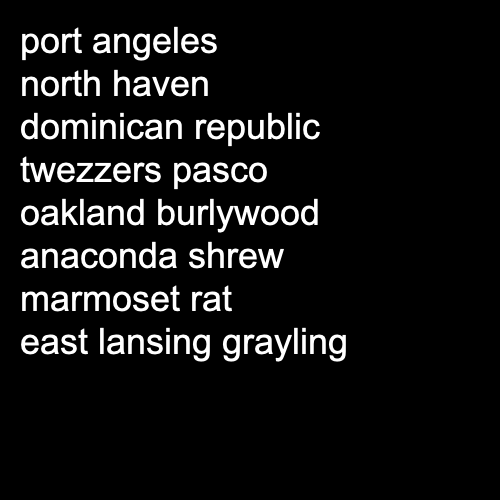 port angeles
north haven
dominican republic
twezzers pasco
oakland burlywood
anaconda shrew
marmoset rat
east lansing grayling